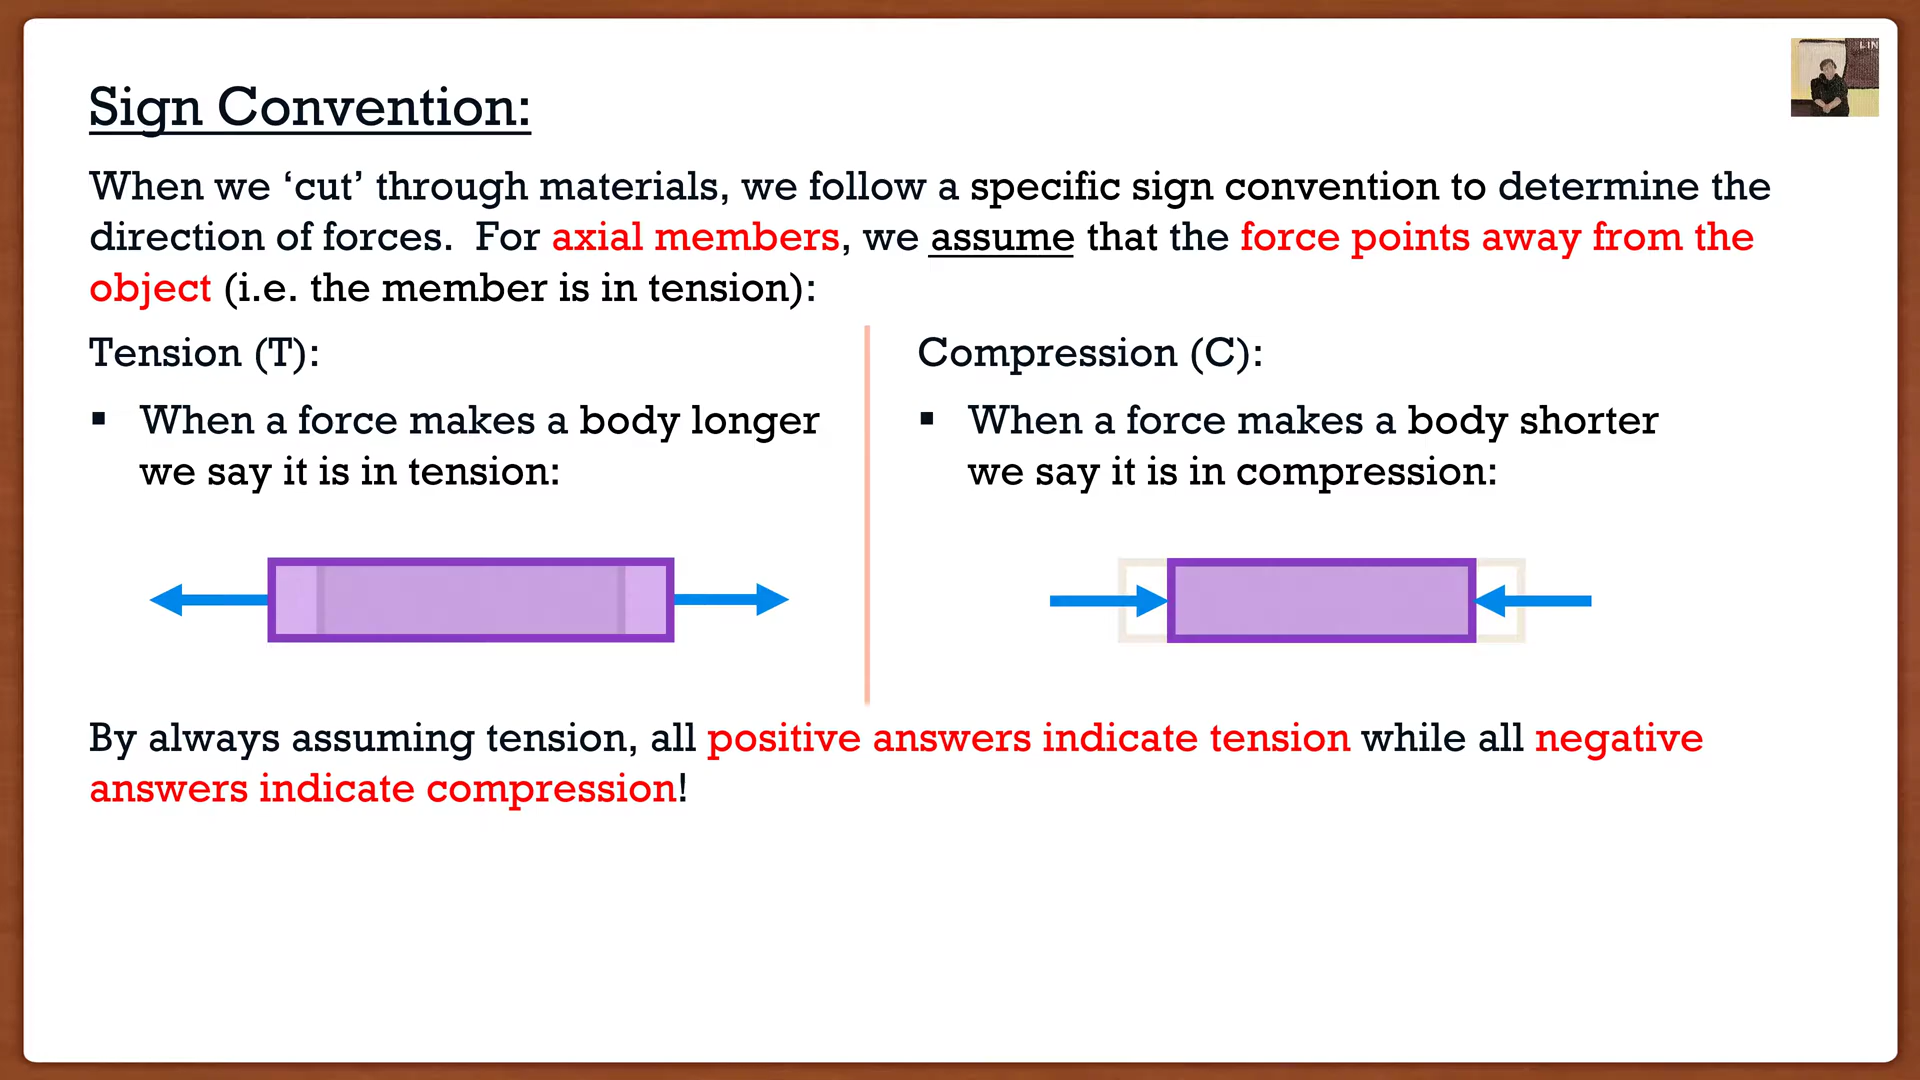 LIN
Sign Convention:
When we ‘cut’ through materials, we follow a specific sign convention to determine the
direction of forces.  For axial members, we assume that the force points away from the
object (i.e. the member is in tension):
Tension (T):
▪ When a force makes a body longer
we say it is in tension:
Compression (C):
▪ When a force makes a body shorter
we say it is in compression:
By always assuming tension, all positive answers indicate tension while all negative
answers indicate compression!